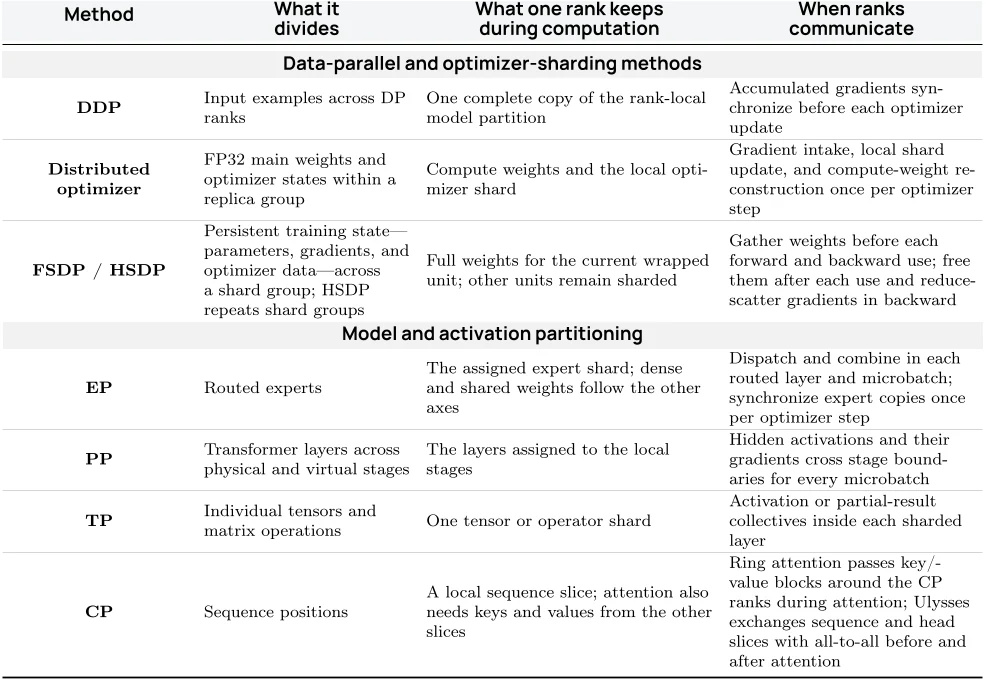 Method
What it
divides
What one rank keeps
during computation
When ranks
communicate
Data-parallel and optimizer-sharding methods
DDP
Input examples across DP
ranks
One complete copy of the rank-local
model partition
Accumulated gradients syn-
chronize before each optimizer
update
Distributed
optimizer
FP32 main weights and
optimizer states within a
replica group
Compute weights and the local opti-
mizer shard
Gradient intake, local shard
update, and compute-weight re-
construction once per optimizer
step
FSDP / HSDP
Persistent training state—
parameters, gradients, and
optimizer data—across
a shard group; HSDP
repeats shard groups
Full weights for the current wrapped
unit; other units remain sharded
Gather weights before each
forward and backward use; free
them after each use and reduce-
scatter gradients in backward
Model and activation partitioning
EP
Routed experts
The assigned expert shard; dense
and shared weights follow the other
axes
Dispatch and combine in each
routed layer and microbatch;
synchronize expert copies once
per optimizer step
PP
Transformer layers across
physical and virtual stages
The layers assigned to the local
stages
Hidden activations and their
gradients cross stage bound-
aries for every microbatch
TP
Individual tensors and
matrix operations
One tensor or operator shard
Activation or partial-result
collectives inside each sharded
layer
CP
Sequence positions
A local sequence slice; attention also
needs keys and values from the other
slices
Ring attention passes key/-
value blocks around the CP
ranks during attention; Ulysses
exchanges sequence and head
slices with all-to-all before and
after attention